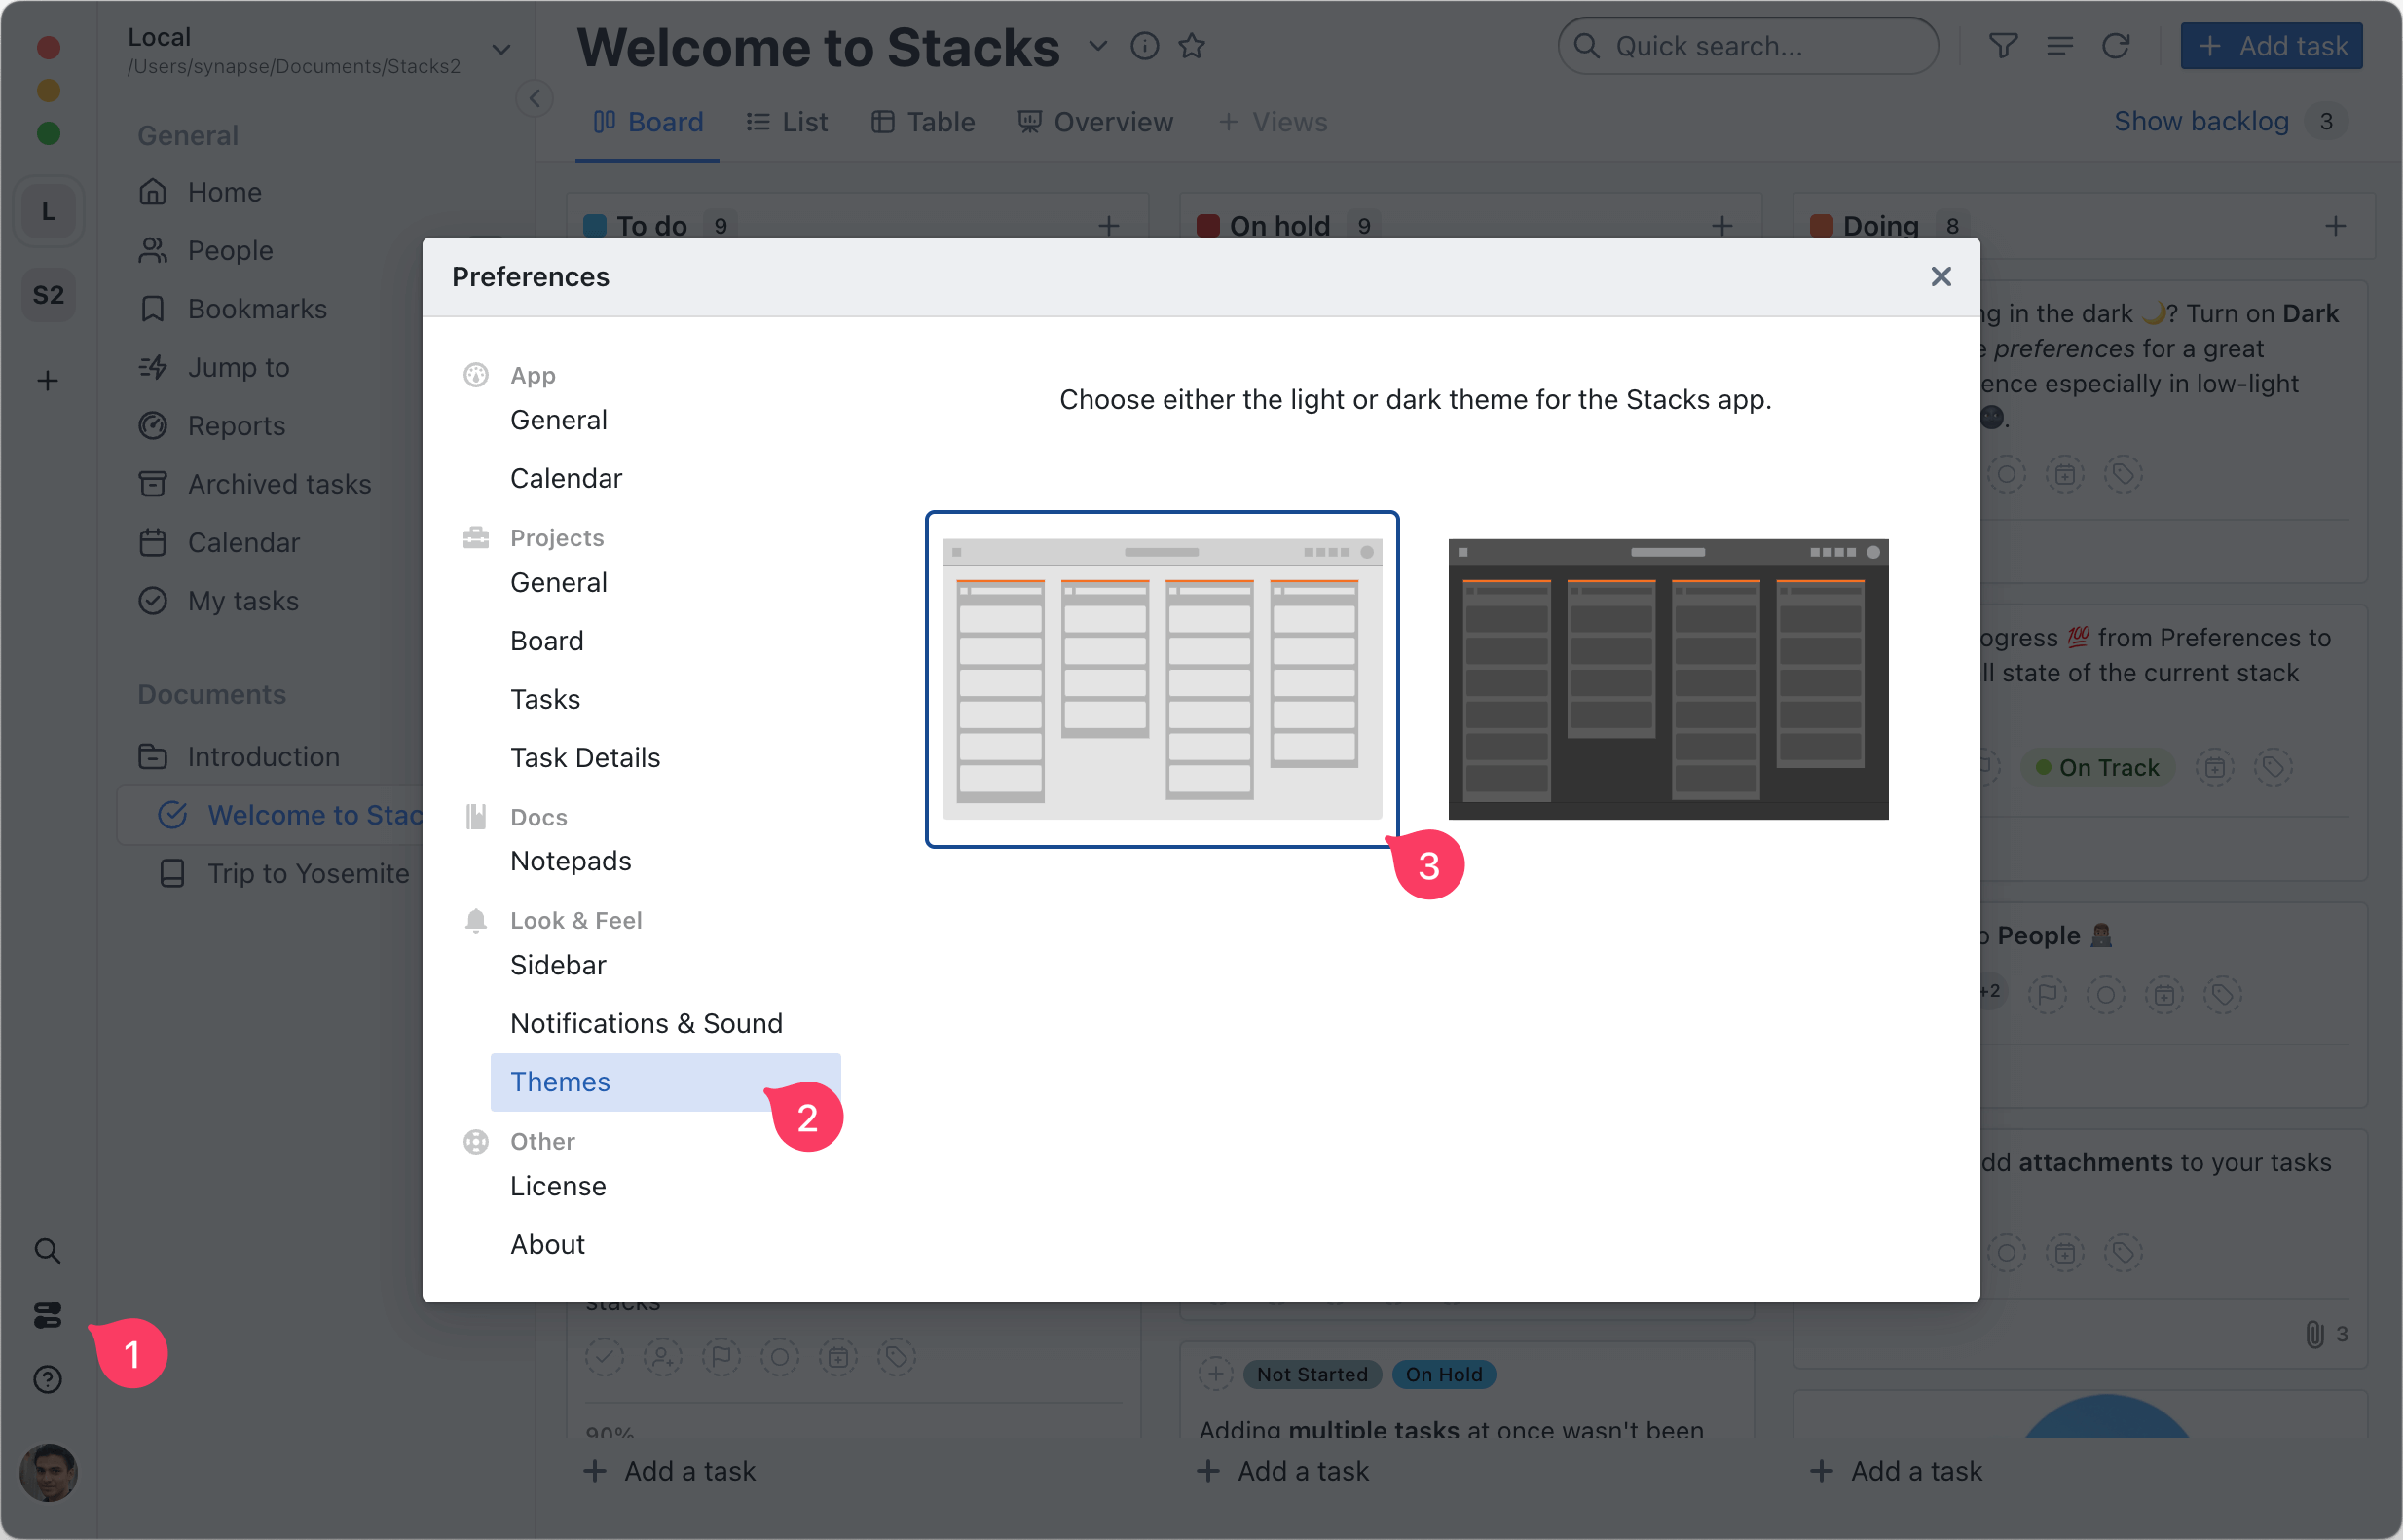 Local
/Users/synapse/Documents/Stacks2
L
S2
General
Home
People
Bookmarks
Jump to
Reports
Archived tasks
Calendar
My tasks
Documents
Introduction
Welcome to Stac
Trip to Yosemite
1
Welcome to Stacks
Quick search...
Add task
Board
List
Table
Overview
Views
Show backlog 3
To do 9
On hold 9
Doing 8
Preferences
App
General
Calendar
Projects
General
Board
Tasks
Task Details
Docs
Notepads
Look & Feel
Sidebar
Notifications & Sound
Themes
2
Other
License
About
Choose either the light or dark theme for the Stacks app.
3
ng in the dark 🌙? Turn on Dark
e preferences for a great
ence especially in low-light
🌚.
ogress 💯 from Preferences to
ll state of the current stack
On Track
o People 👨🏾‍💻
+2
dd attachments to your tasks
3
stacks
90%
Add a task
Not Started
On Hold
Adding multiple tasks at once wasn't been
Add a task
Add a task